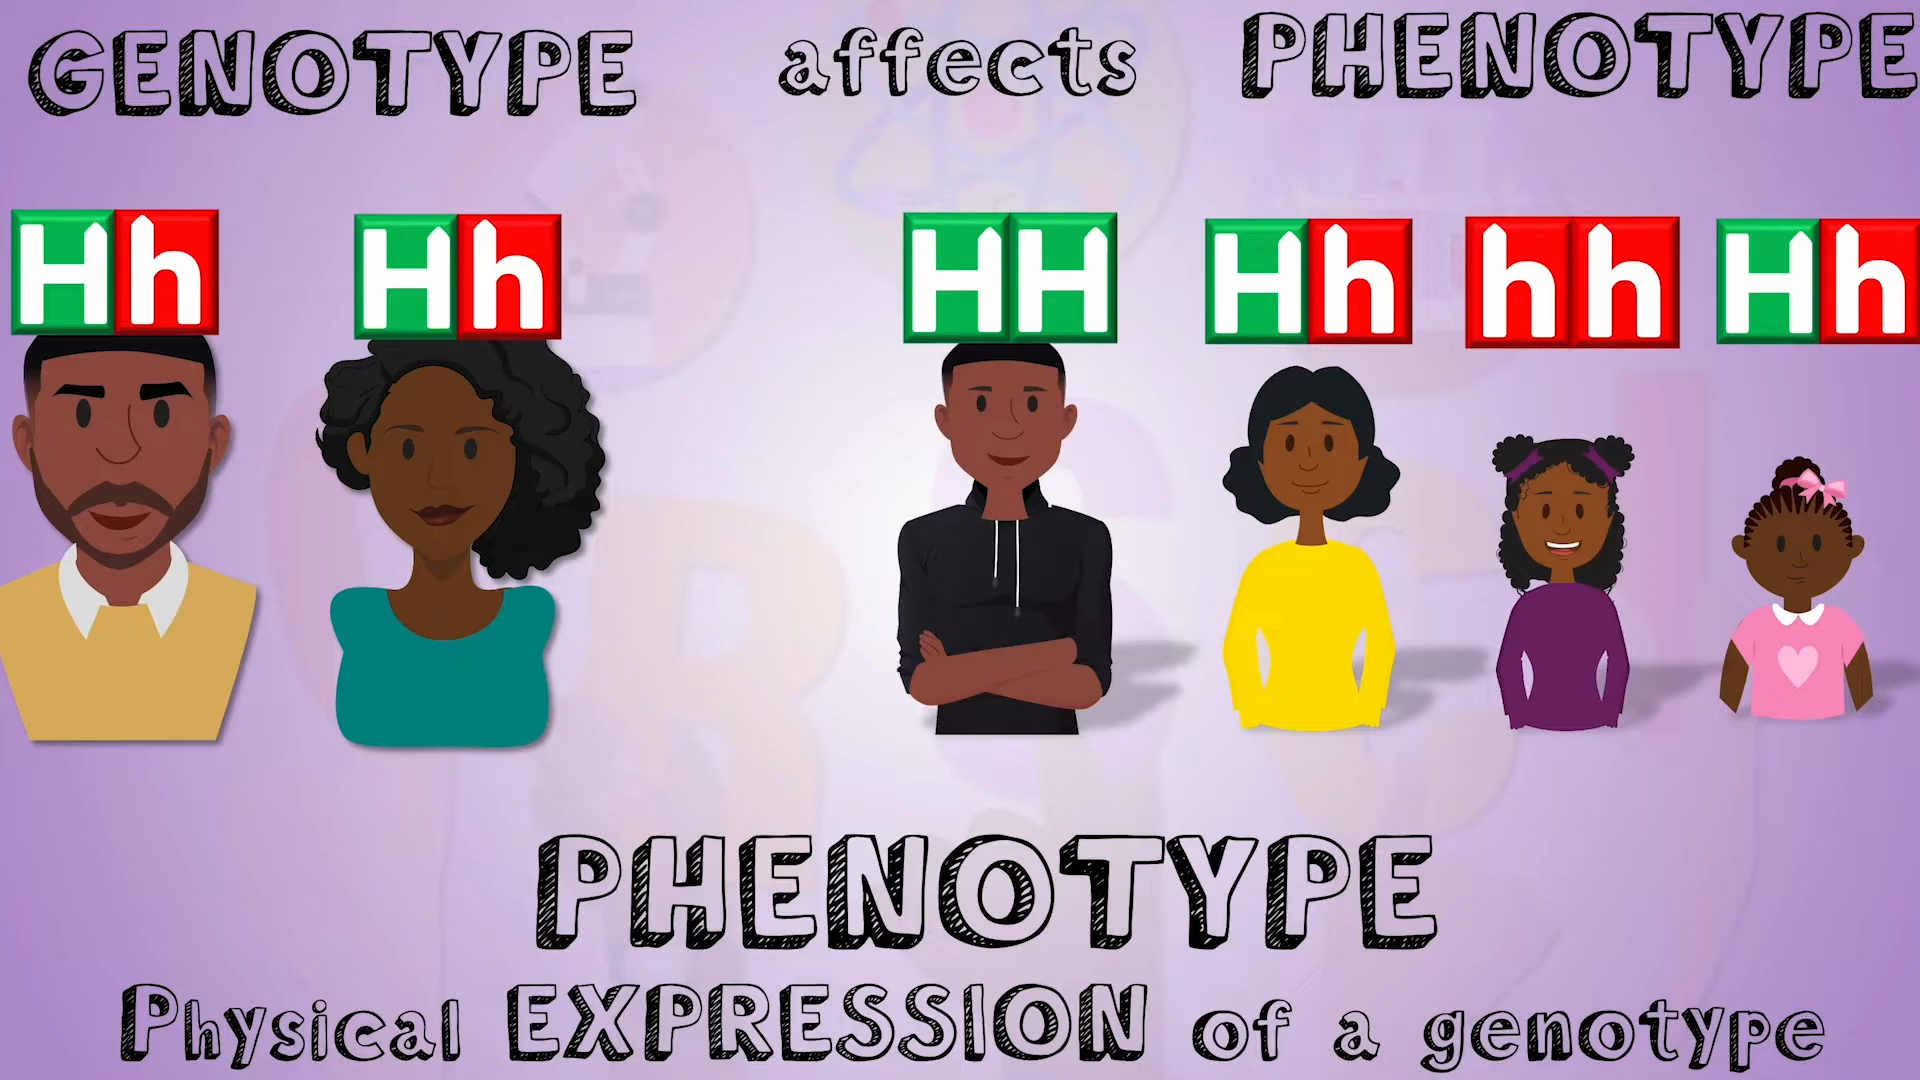 GENOTYPE affects PHENOTYPE
Hh Hh HH Hh hh Hh
PHENOTYPE
Physical EXPRESSION of a genotype